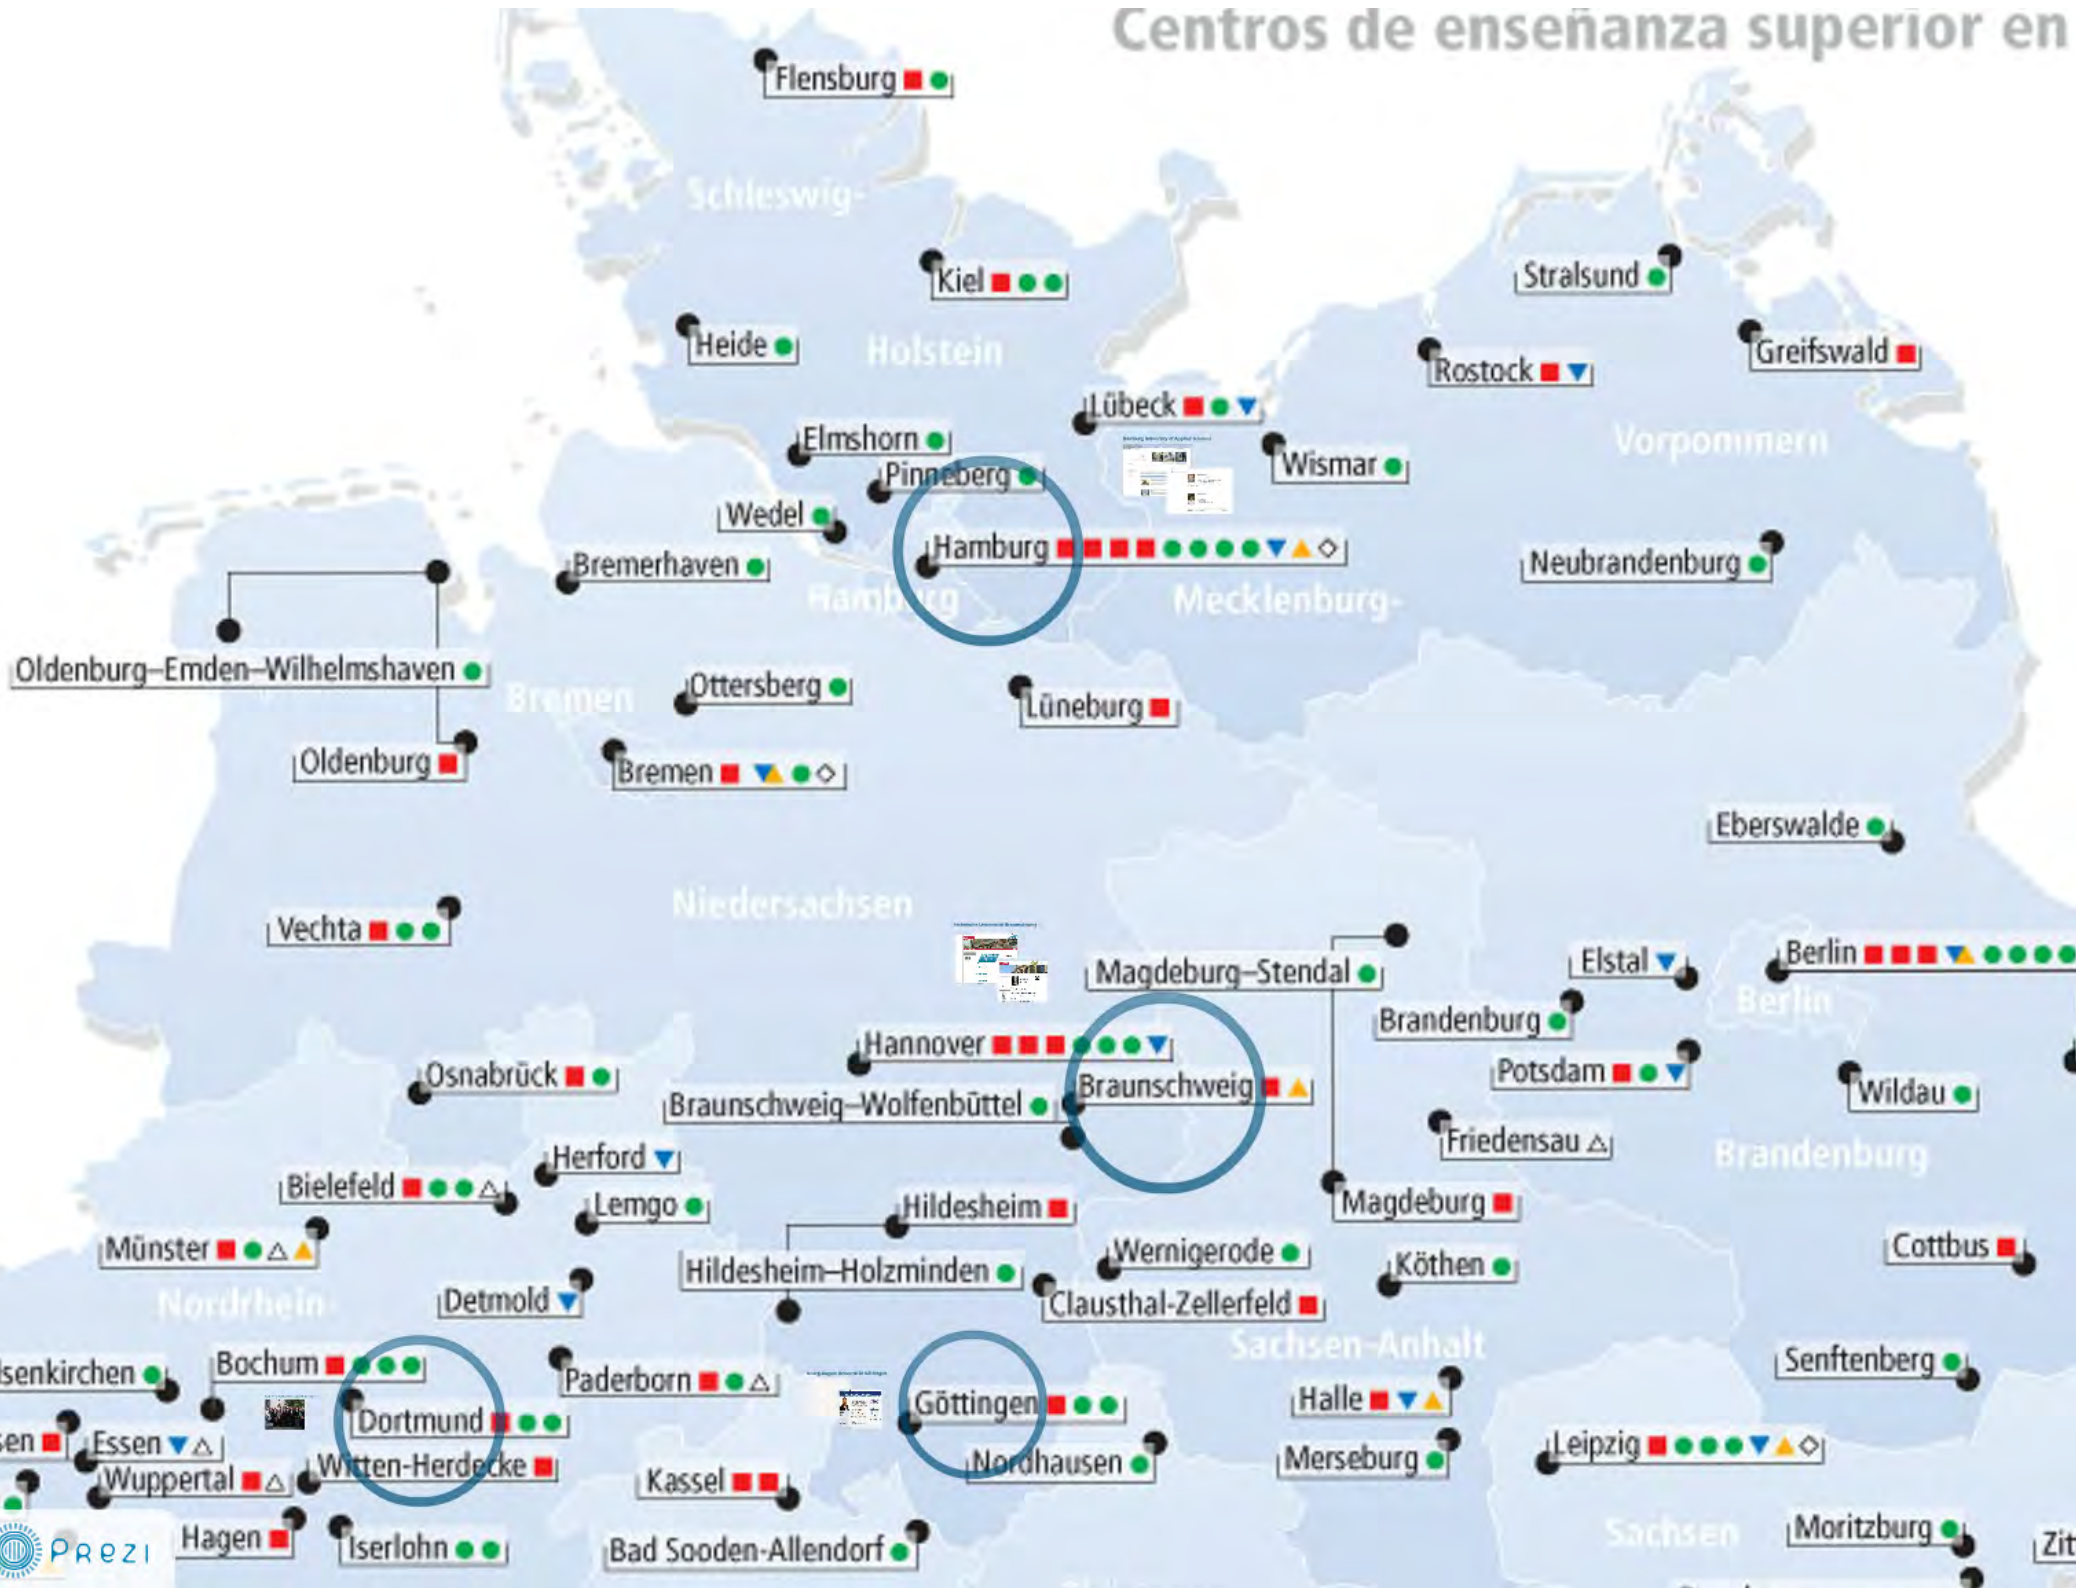 Centros de enseñanza superior en
Flensburg
Schleswig-
Kiel
Stralsund
Heide
Holstein
Greifswald
Rostock
Lübeck
Elmshorn
Vorpommern
Pinneberg
Wismar
Wedel
Hamburg
Bremerhaven
Neubrandenburg
Hamburg
Mecklenburg-
Oldenburg–Emden–Wilhelmshaven
Ottersberg
Bremen
Lüneburg
Oldenburg
Bremen
Eberswalde
Niedersachsen
Vechta
Berlin
Elstal
Magdeburg–Stendal
Berlin
Brandenburg
Hannover
Potsdam
Osnabrück
Braunschweig
Wildau
Braunschweig–Wolfenbüttel
Friedensau
Herford
Brandenburg
Bielefeld
Lemgo
Hildesheim
Magdeburg
Münster
Wernigerode
Cottbus
Köthen
Hildesheim–Holzminden
Detmold
Nordrhein-
Clausthal-Zellerfeld
Sachsen-Anhalt
lsenkirchen
Bochum
Senftenberg
Paderborn
Göttingen
Halle
Dortmund
sen
Essen
Leipzig
Witten-Herdecke
Nordhausen
Merseburg
Wuppertal
Kassel
Hagen
Iserlohn
Bad Sooden-Allendorf
Sachsen
Moritzburg
Zit
PREZI